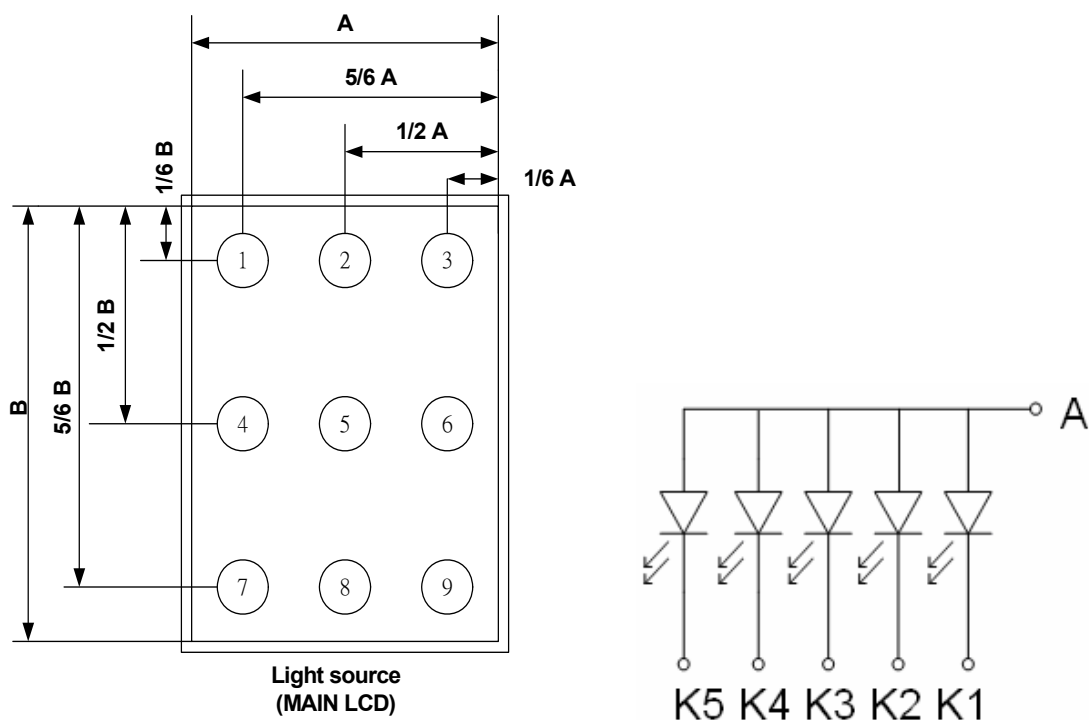 A
5/6 A
1/2 A
1/6 A
1/6 B
1/2 B
5/6 B
B
1 2 3
4 5 6
7 8 9
Light source
(MAIN LCD)
A
K5 K4 K3 K2 K1